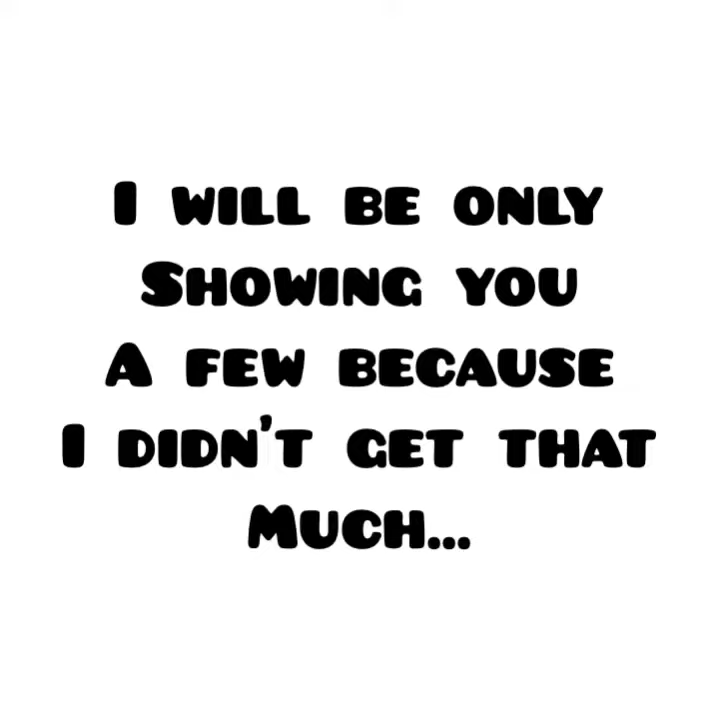 I WILL BE ONLY
SHOWING YOU
A FEW BECAUSE
I DIDN'T GET THAT
MUCH...